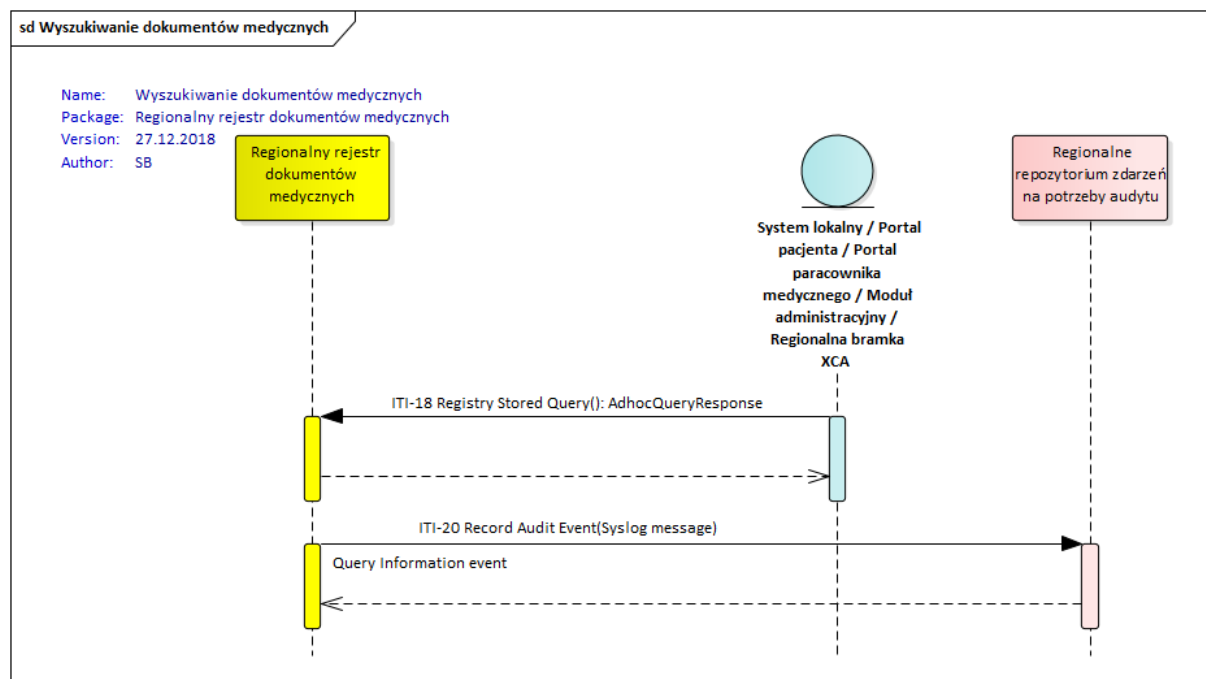 sd Wyszukiwanie dokumentów medycznych
Name: Wyszukiwanie dokumentów medycznych
Package: Regionalny rejestr dokumentów medycznych
Version: 27.12.2018
Author: SB
Regionalny rejestr
dokumentów
medycznych
System lokalny / Portal
pacjenta / Portal
paracownika
medycznego / Moduł
administracyjny /
Regionalna bramka
XCA
Regionalne
repozytorium zdarzeń
na potrzeby audytu
ITI-18 Registry Stored Query(): AdhocQueryResponse
ITI-20 Record Audit Event(Syslog message)
Query Information event